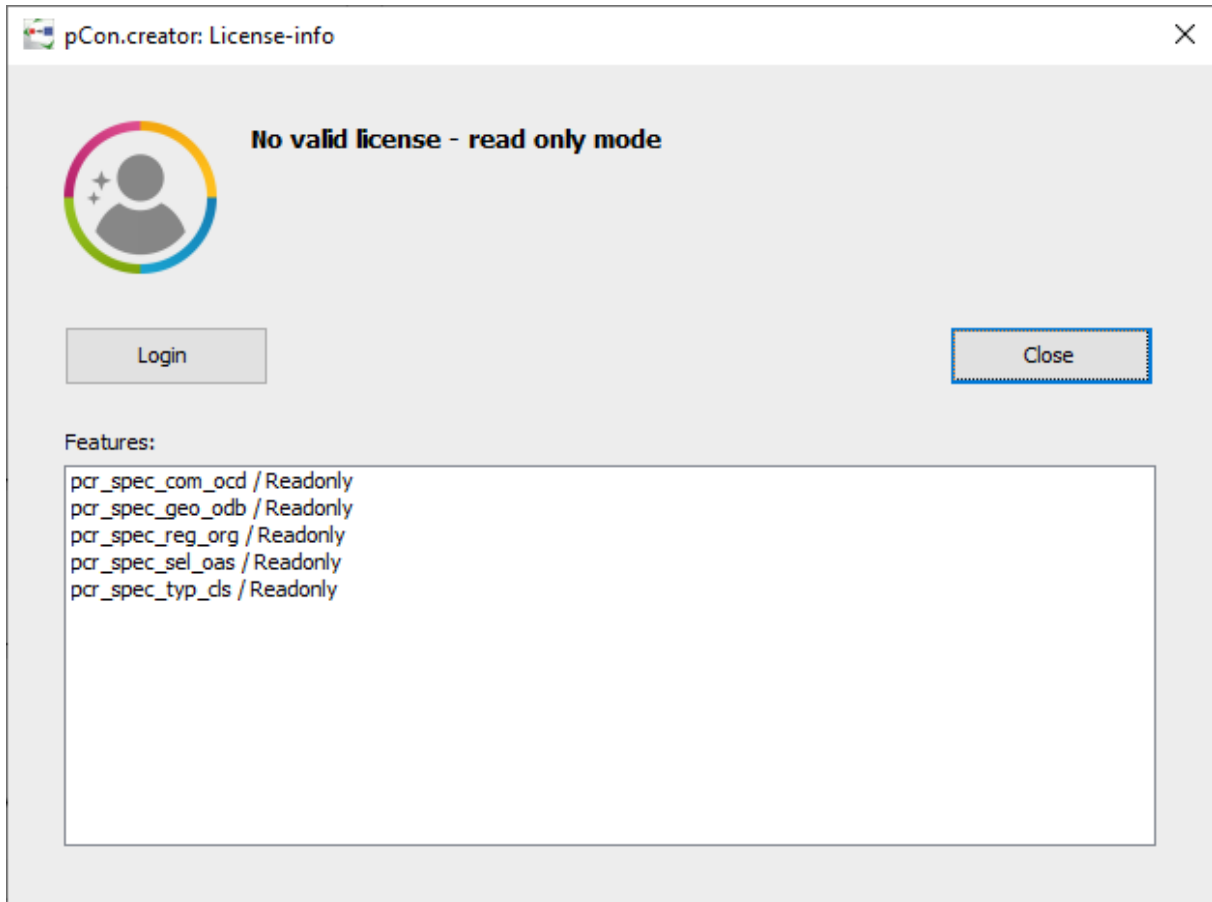 pCon.creator: License-info
No valid license - read only mode
Login
Close
Features:
pcr_spec_com_ocd / Readonly
pcr_spec_geo_odb / Readonly
pcr_spec_reg_org / Readonly
pcr_spec_sel_oas / Readonly
pcr_spec_typ_cls / Readonly